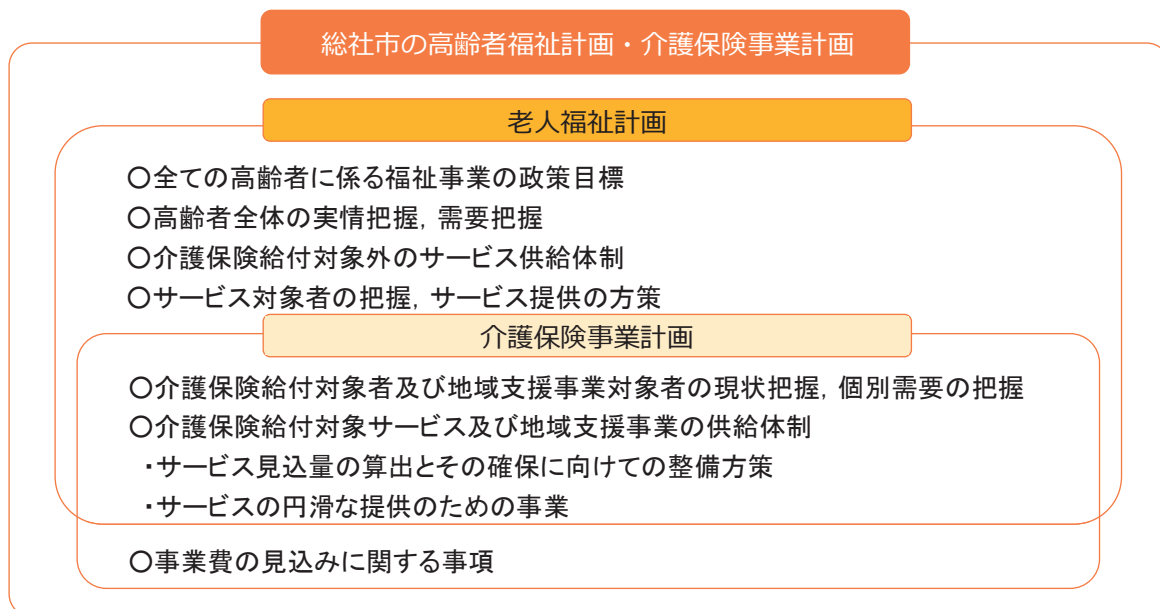 総社市の高齢者福祉計画・介護保険事業計画
老人福祉計画
〇全ての高齢者に係る福祉事業の政策目標
〇高齢者全体の実情把握，需要把握
〇介護保険給付対象外のサービス供給体制
〇サービス対象者の把握，サービス提供の方策
介護保険事業計画
〇介護保険給付対象者及び地域支援事業対象者の現状把握，個別需要の把握
〇介護保険給付対象サービス及び地域支援事業の供給体制
・サービス見込量の算出とその確保に向けての整備方策
・サービスの円滑な提供のための事業
〇事業費の見込みに関する事項